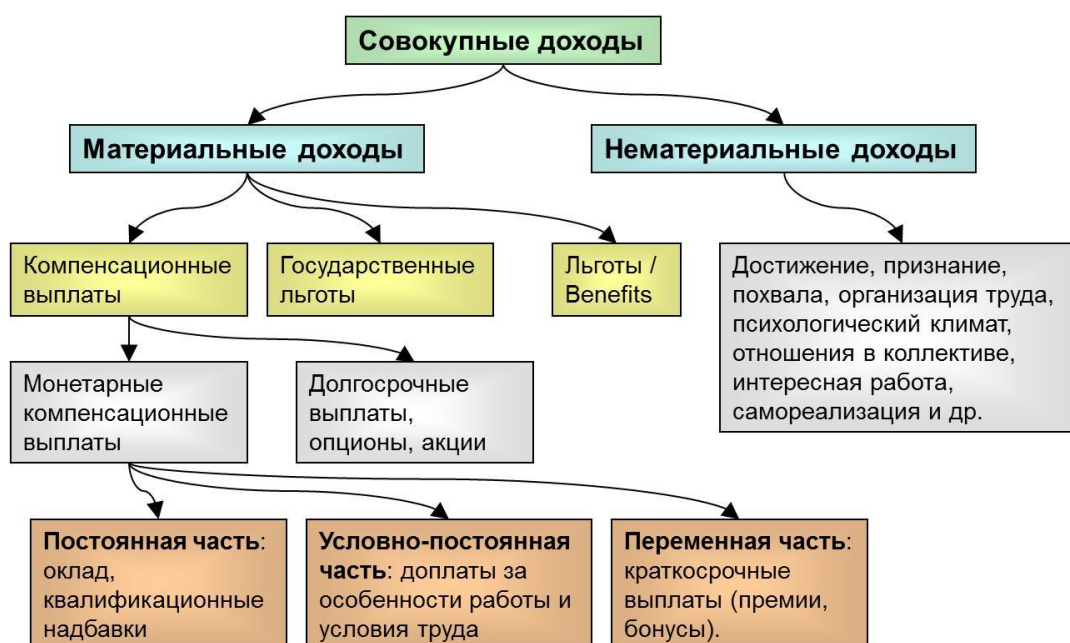 Совокупные доходы
Материальные доходы
Нематериальные доходы
Компенсационные
выплаты
Государственные
льготы
Льготы /
Benefits
Достижение, признание,
похвала, организация труда,
психологический климат,
отношения в коллективе,
интересная работа,
самореализация и др.
Монетарные
компенсационные
выплаты
Долгосрочные
выплаты,
опционы, акции
Постоянная часть:
оклад,
квалификационные
надбавки
Условно-постоянная
часть: доплаты за
особенности работы и
условия труда
Переменная часть:
краткосрочные
выплаты (премии,
бонусы).